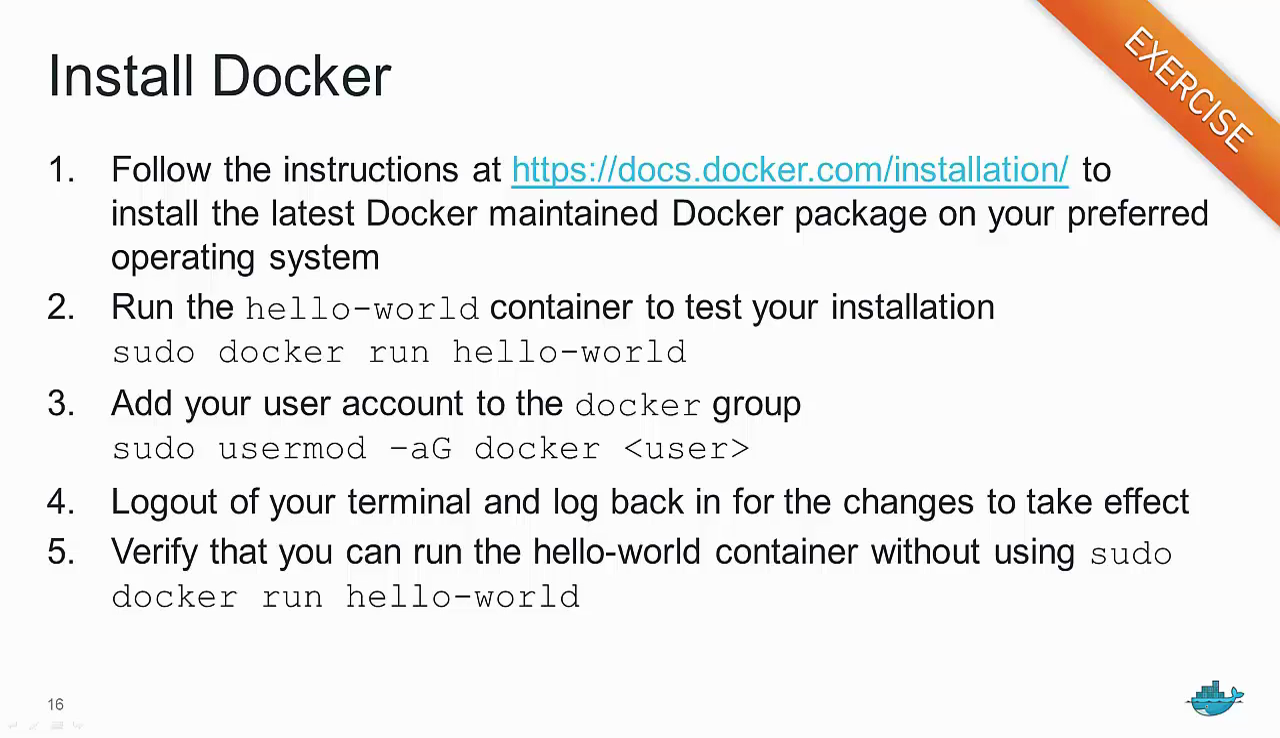 Install Docker
EXERCISE
1. Follow the instructions at https://docs.docker.com/installation/ to
install the latest Docker maintained Docker package on your preferred
operating system
2. Run the hello-world container to test your installation
sudo docker run hello-world
3. Add your user account to the docker group
sudo usermod –aG docker <user>
4. Logout of your terminal and log back in for the changes to take effect
5. Verify that you can run the hello-world container without using sudo
docker run hello-world
16